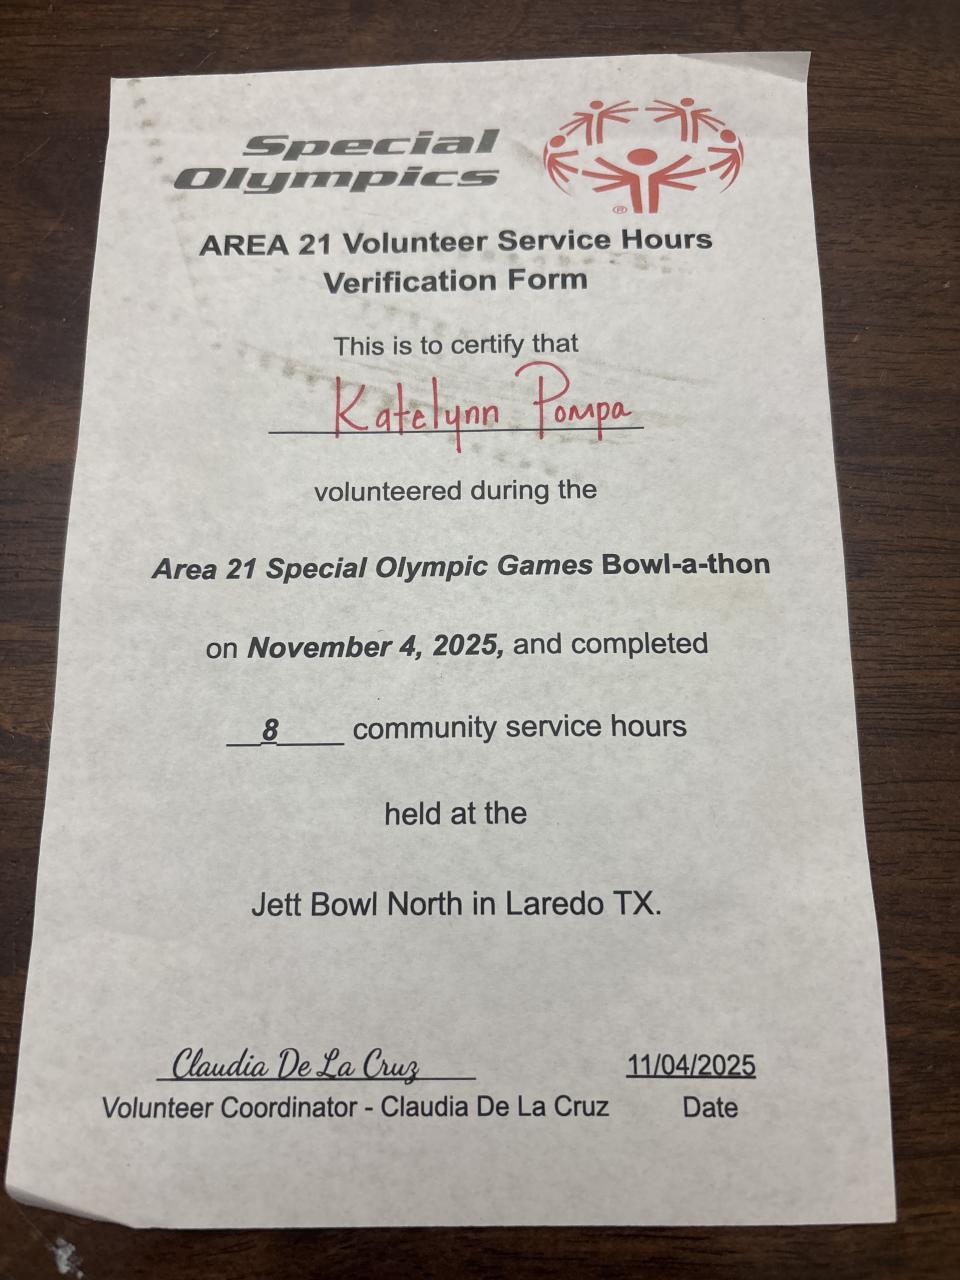 Special
Olympics
®
AREA 21 Volunteer Service Hours
Verification Form
This is to certify that
Katelynn Pompa
volunteered during the
Area 21 Special Olympic Games Bowl-a-thon
on November 4, 2025, and completed
__8____ community service hours
held at the
Jett Bowl North in Laredo TX.
Claudia De La Cruz 11/04/2025
Volunteer Coordinator - Claudia De La Cruz Date